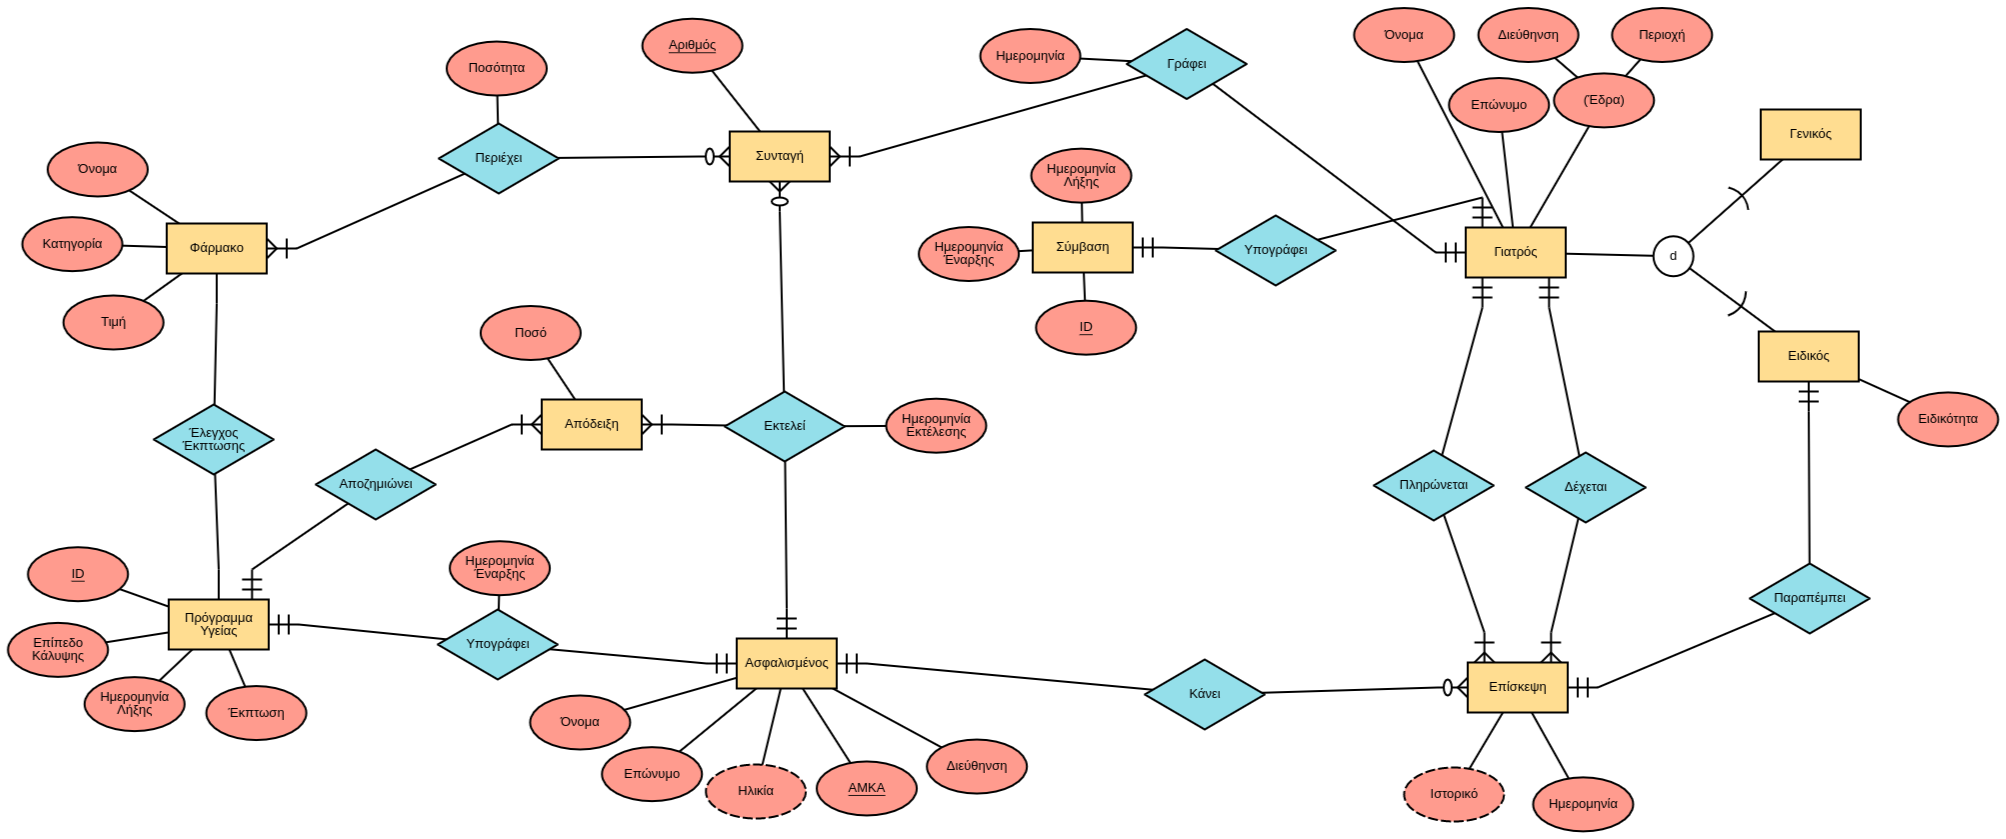 Όνομα
Διεύθηνση
Περιοχή
Αριθμός
Ημερομηνία
Γράφει
Ποσότητα
Επώνυμο
(Έδρα)
Γενικός
Περιέχει
Συνταγή
Όνομα
Ημερομηνία
Λήξης
Κατηγορία
Φάρμακο
Ημερομηνία
Έναρξης
Σύμβαση
Υπογράφει
Γιατρός
d
Τιμή
Ποσό
ID
Ειδικός
Έλεγχος
Έκπτωσης
Απόδειξη
Εκτελεί
Ημερομηνία
Εκτέλεσης
Ειδικότητα
Αποζημιώνει
Πληρώνεται
Δέχεται
ID
Ημερομηνία
Έναρξης
Παραπέμπει
Πρόγραμμα
Υγείας
Επίπεδο
Κάλυψης
Υπογράφει
Ασφαλισμένος
Κάνει
Επίσκεψη
Ημερομηνία
Λήξης
Έκπτωση
Όνομα
Επώνυμο
Ηλικία
ΑΜΚΑ
Διεύθηνση
Ιστορικό
Ημερομηνία